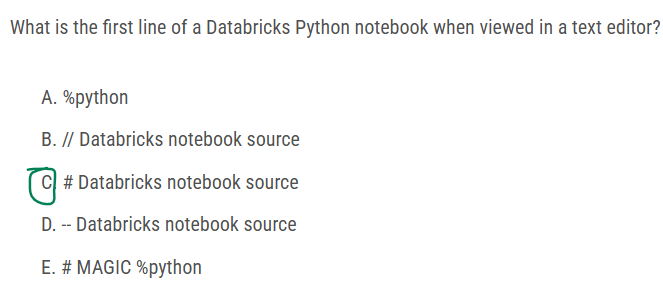 What is the first line of a Databricks Python notebook when viewed in a text editor?
A. %python
B. // Databricks notebook source
C. # Databricks notebook source
D. -- Databricks notebook source
E. # MAGIC %python